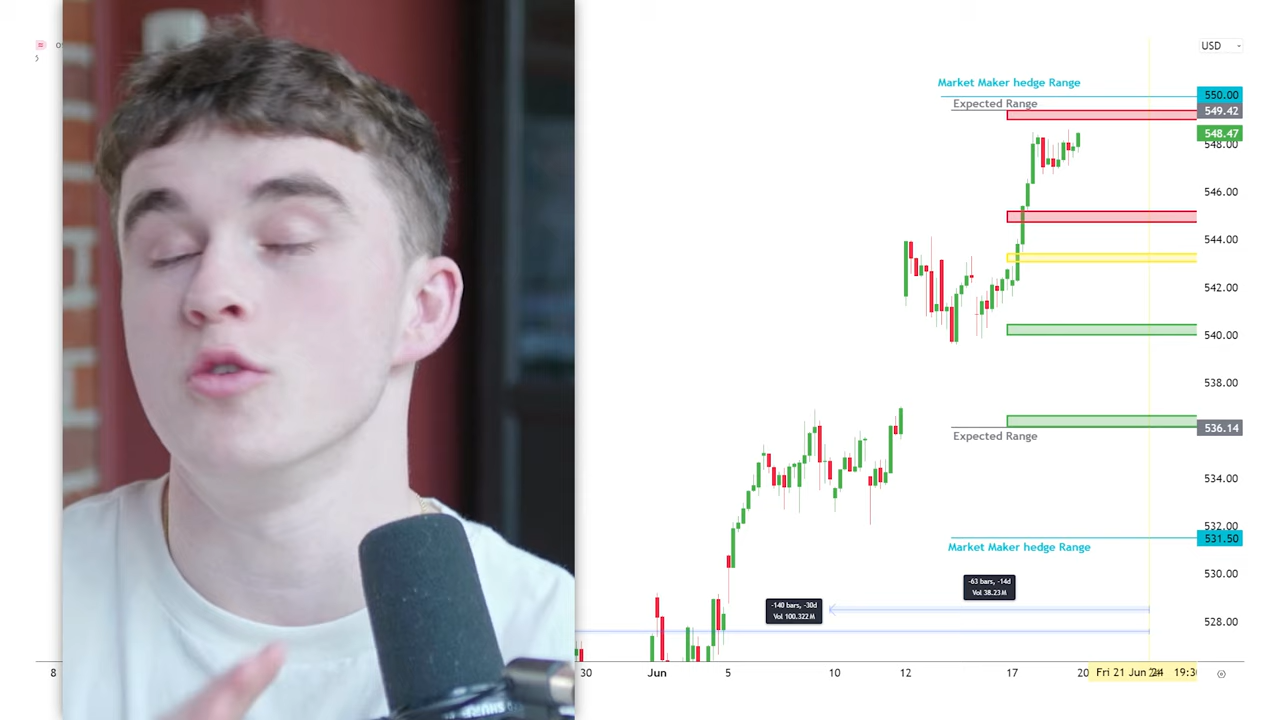 USD
Market Maker hedge Range
550.00
Expected Range
549.42
548.47
548.00
546.00
544.00
542.00
540.00
538.00
536.14
Expected Range
534.00
532.00
531.50
Market Maker hedge Range
530.00
-63 bars, -14d
Vol 38.23M
-140 bars, -30d
Vol 100.322M
528.00
8
30
Jun
5
10
12
17
20
Fri 21 Jun